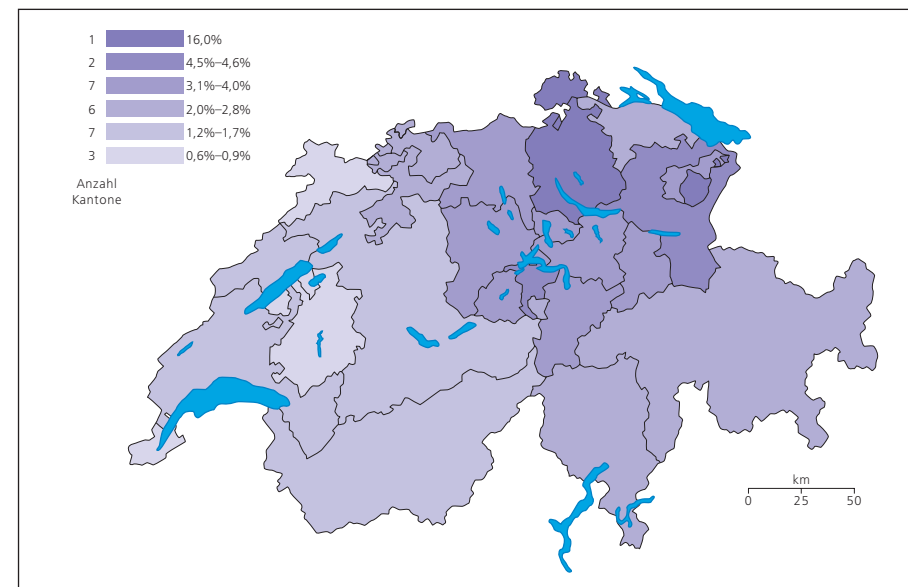 1 16,0%
2 4,5%–4,6%
7 3,1%–4,0%
6 2,0%–2,8%
7 1,2%–1,7%
3 0,6%–0,9%
Anzahl
Kantone
km
0 25 50